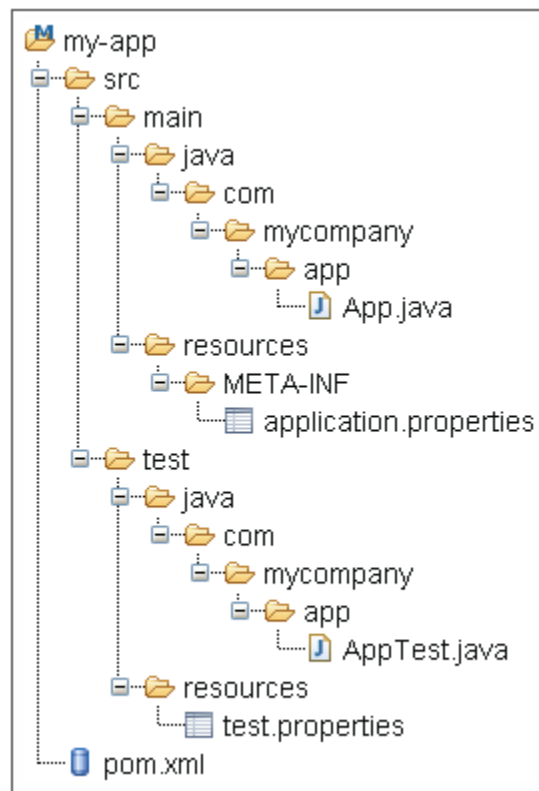 my-app
src
main
java
com
mycompany
app
App.java
resources
META-INF
application.properties
test
java
com
mycompany
app
AppTest.java
resources
test.properties
pom.xml